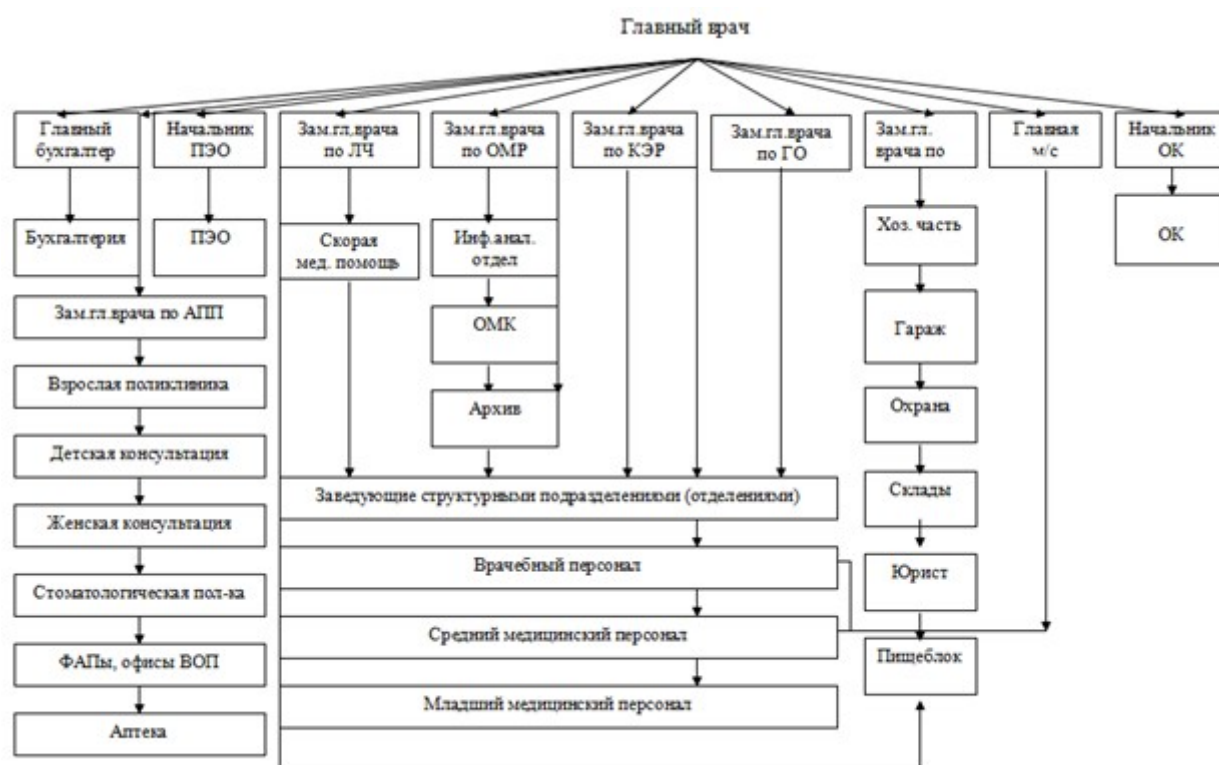 Главный врач
Главный
бухгалтер
Начальник
ПЭО
Зам.гл.врача
по ЛЧ
Зам.гл.врача
по ОМР
Зам.гл.врача
по КЭР
Зам.гл.врача
по ГО
Зам.гл.
врача по
Главная
м/с
Начальник
ОК
Бухгалтерия
ПЭО
Скорая
мед. помощь
Инф.анал.
отдел
Хоз. часть
ОК
Зам.гл.врача по АПП
ОМК
Гараж
Взрослая поликлиника
Архив
Охрана
Детская консультация
Заведующие структурными подразделениями (отделениями)
Склады
Женская консультация
Врачебный персонал
Юрист
Стоматологическая пол-ка
Средний медицинский персонал
Пищеблок
ФАПы, офисы ВОП
Младший медицинский персонал
Аптека